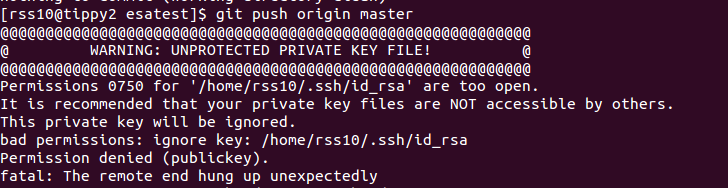 [rss10@tippy2 esatest]$ git push origin master
@@@@@@@@@@@@@@@@@@@@@@@@@@@@@@@@@@@@@@@@@@@@@@@@@@@@@@@@@@@
@         WARNING: UNPROTECTED PRIVATE KEY FILE!          @
@@@@@@@@@@@@@@@@@@@@@@@@@@@@@@@@@@@@@@@@@@@@@@@@@@@@@@@@@@@
Permissions 0750 for '/home/rss10/.ssh/id_rsa' are too open.
It is recommended that your private key files are NOT accessible by others.
This private key will be ignored.
bad permissions: ignore key: /home/rss10/.ssh/id_rsa
Permission denied (publickey).
fatal: The remote end hung up unexpectedly